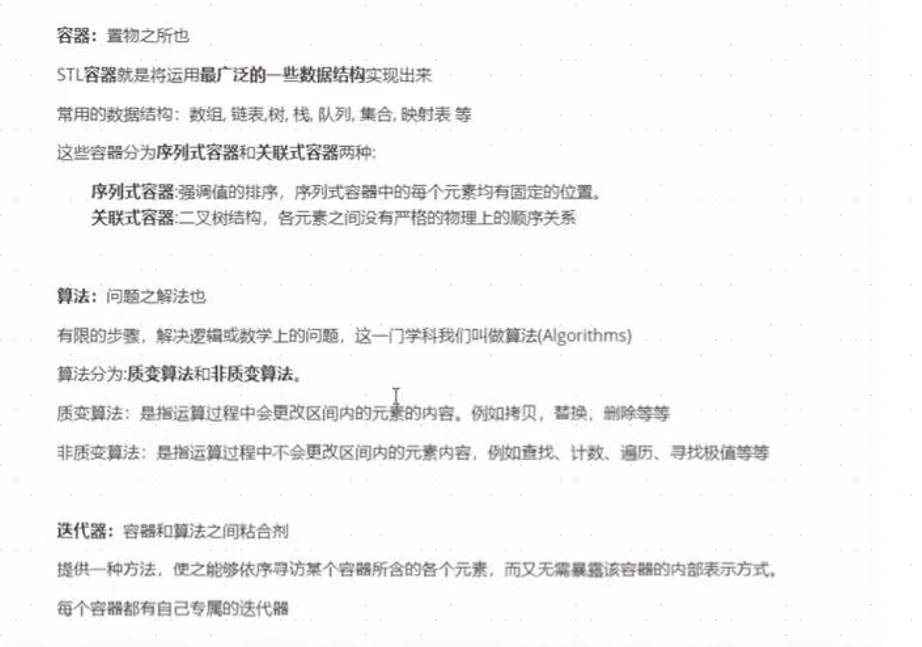 容器：置物之所也
STL容器就是将运用最广泛的一些数据结构实现出来
常用的数据结构：数组, 链表,树, 栈, 队列, 集合, 映射表 等
这些容器分为序列式容器和关联式容器两种:
序列式容器:强调值的排序，序列式容器中的每个元素均有固定的位置。
关联式容器:二叉树结构，各元素之间没有严格的物理上的顺序关系
算法：问题之解法也
有限的步骤，解决逻辑或数学上的问题，这一门学科我们叫做算法(Algorithms)
算法分为:质变算法和非质变算法。
质变算法：是指运算过程中会更改区间内的元素的内容。例如拷贝，替换，删除等等
非质变算法：是指运算过程中不会更改区间内的元素内容，例如查找、计数、遍历、寻找极值等等
迭代器：容器和算法之间粘合剂
提供一种方法，使之能够依序寻访某个容器所含的各个元素，而又无需暴露该容器的内部表示方式。
每个容器都有自己专属的迭代器